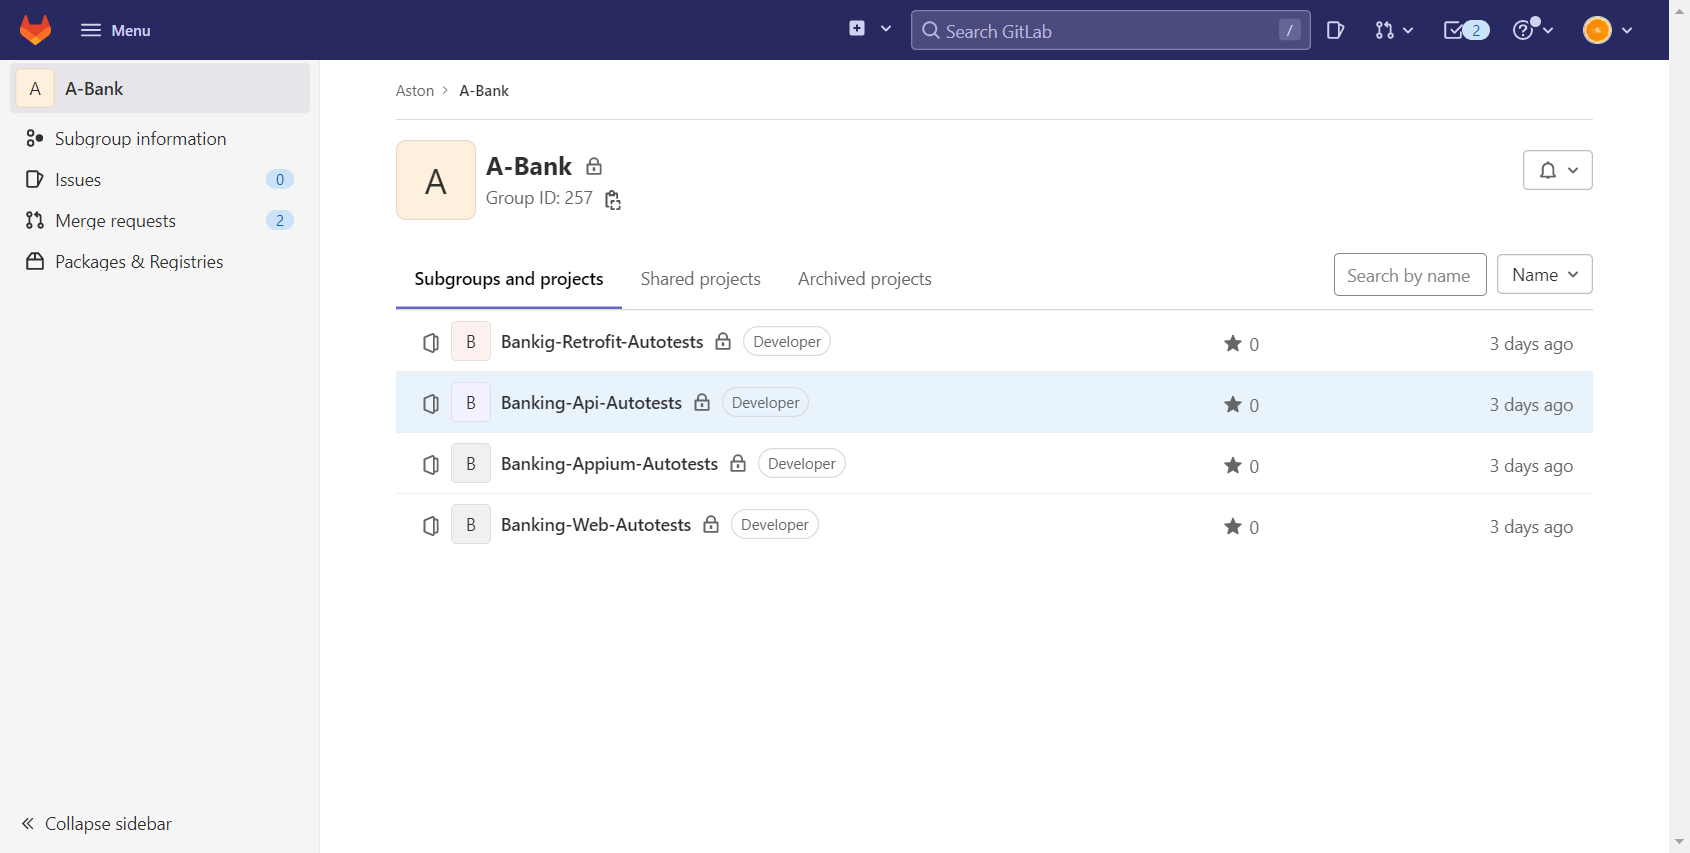 Menu
Search GitLab /
2
A A-Bank
Subgroup information
Issues 0
Merge requests 2
Packages & Registries
Collapse sidebar
Aston › A-Bank
A
A-Bank
Group ID: 257
Subgroups and projects Shared projects Archived projects Search by name Name
B Bankig-Retrofit-Autotests Developer 0 3 days ago
B Banking-Api-Autotests Developer 0 3 days ago
B Banking-Appium-Autotests Developer 0 3 days ago
B Banking-Web-Autotests Developer 0 3 days ago